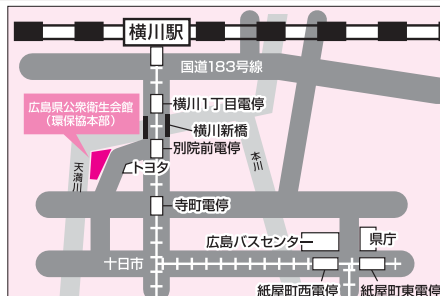 横川駅
国道183号線
広島県公衆衛生会館
(環保協本部)
横川1丁目電停
横川新橋
別院前電停
天満川
トヨタ
本川
寺町電停
広島バスセンター
県庁
十日市
紙屋町西電停
紙屋町東電停